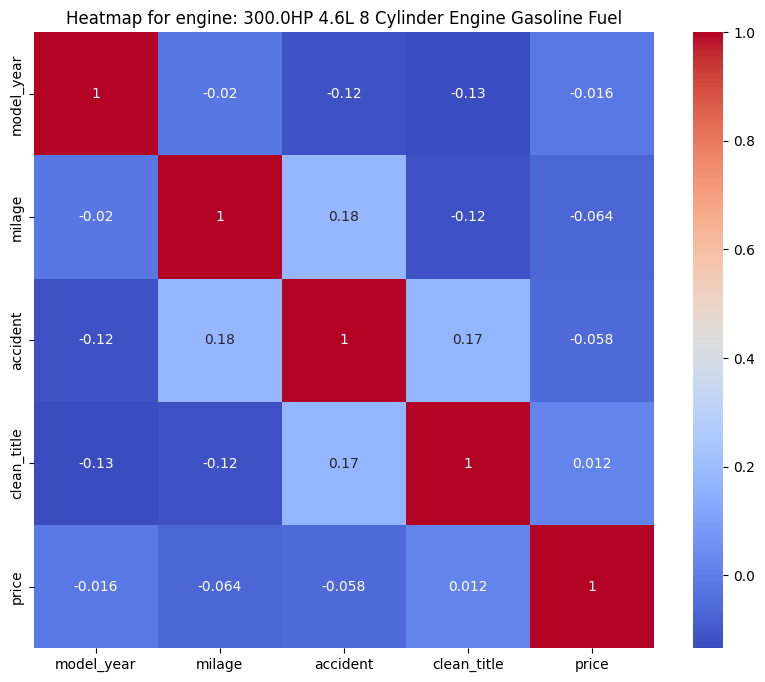 Heatmap for engine: 300.0HP 4.6L 8 Cylinder Engine Gasoline Fuel
model_year
1 -0.02 -0.12 -0.13 -0.016
milage
-0.02 1 0.18 -0.12 -0.064
accident
-0.12 0.18 1 0.17 -0.058
clean_title
-0.13 -0.12 0.17 1 0.012
price
-0.016 -0.064 -0.058 0.012 1
model_year milage accident clean_title price
1.0
0.8
0.6
0.4
0.2
0.0